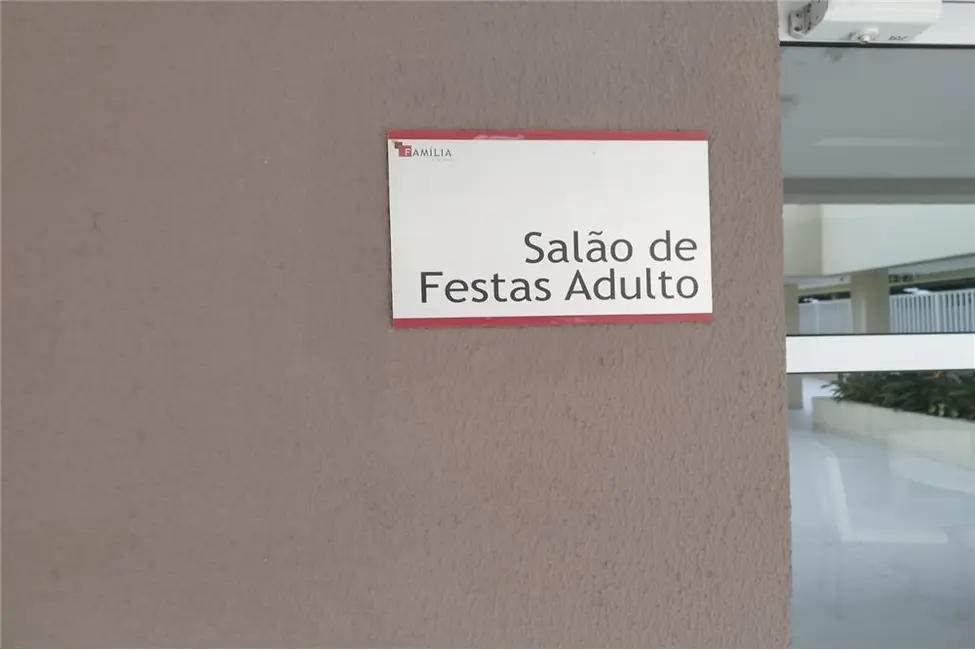 FAMÍLIA
Salão de
Festas Adulto